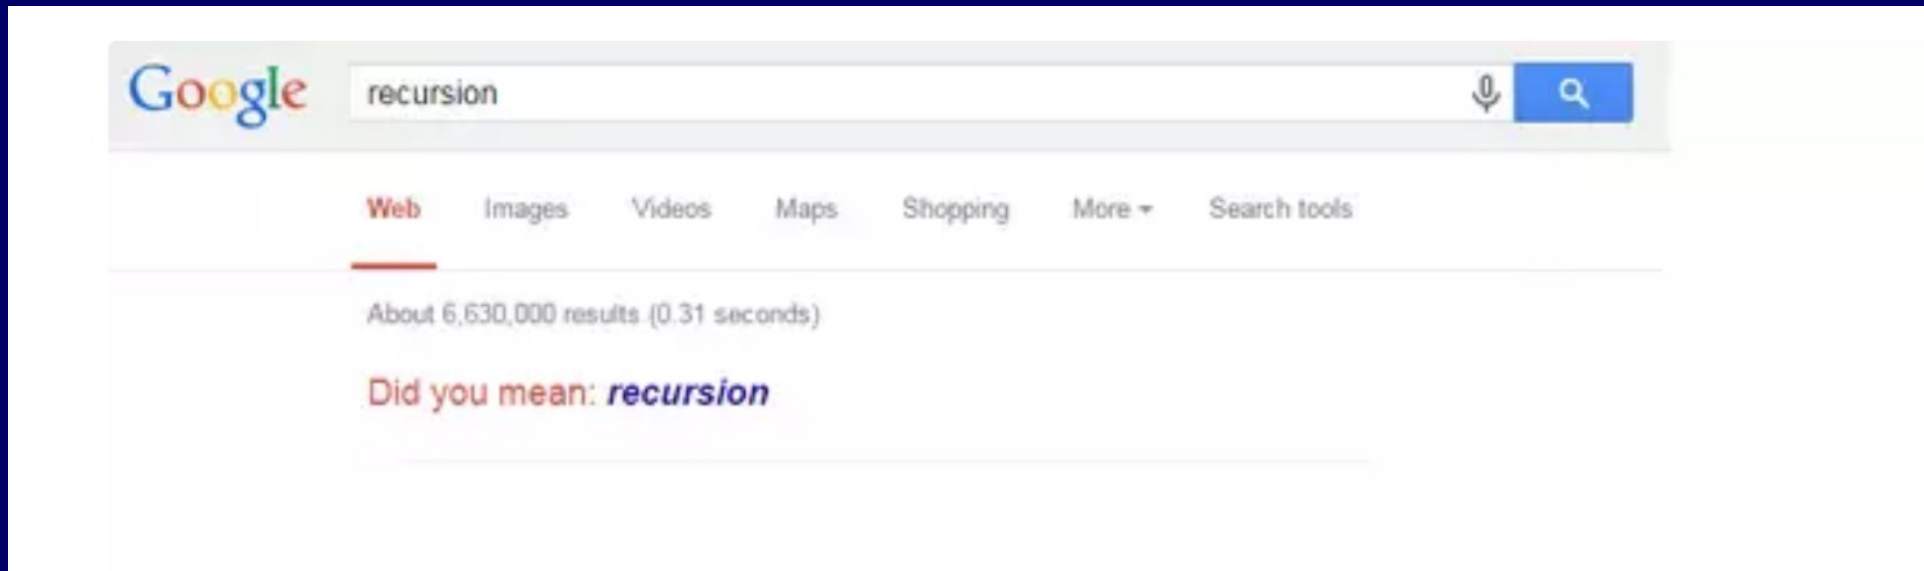 Google recursion
Web Images Videos Maps Shopping More Search tools
About 6,630,000 results (0.31 seconds)
Did you mean: recursion